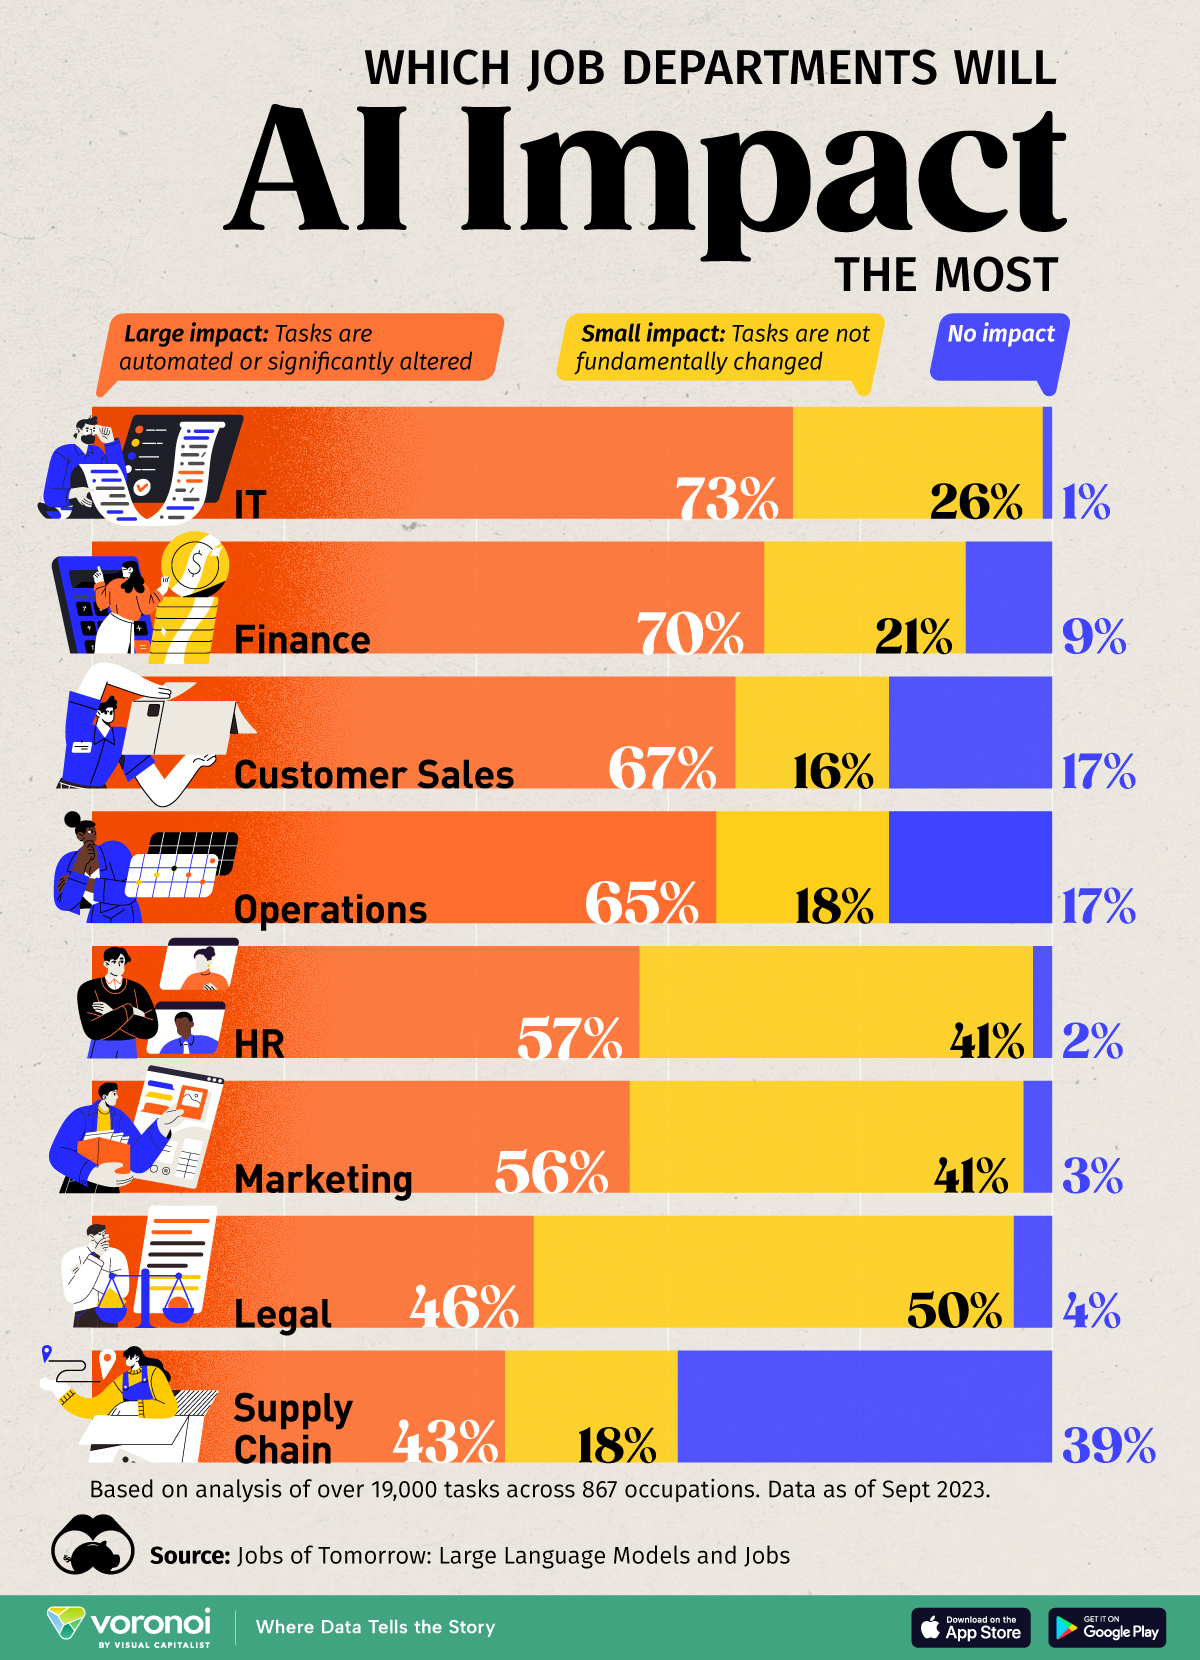 WHICH JOB DEPARTMENTS WILL
AI Impact
THE MOST
Large impact: Tasks are
automated or significantly altered
Small impact: Tasks are not
fundamentally changed
No impact
IT
73%
26%
1%
Finance
70%
21%
9%
Customer Sales
67%
16%
17%
Operations
65%
18%
17%
HR
57%
41%
2%
Marketing
56%
41%
3%
Legal
46%
50%
4%
Supply
Chain
43%
18%
39%
Based on analysis of over 19,000 tasks across 867 occupations. Data as of Sept 2023.
Source: Jobs of Tomorrow: Large Language Models and Jobs
voronoi
BY VISUAL CAPITALIST
Where Data Tells the Story
Download on the
App Store
GET IT ON
Google Play